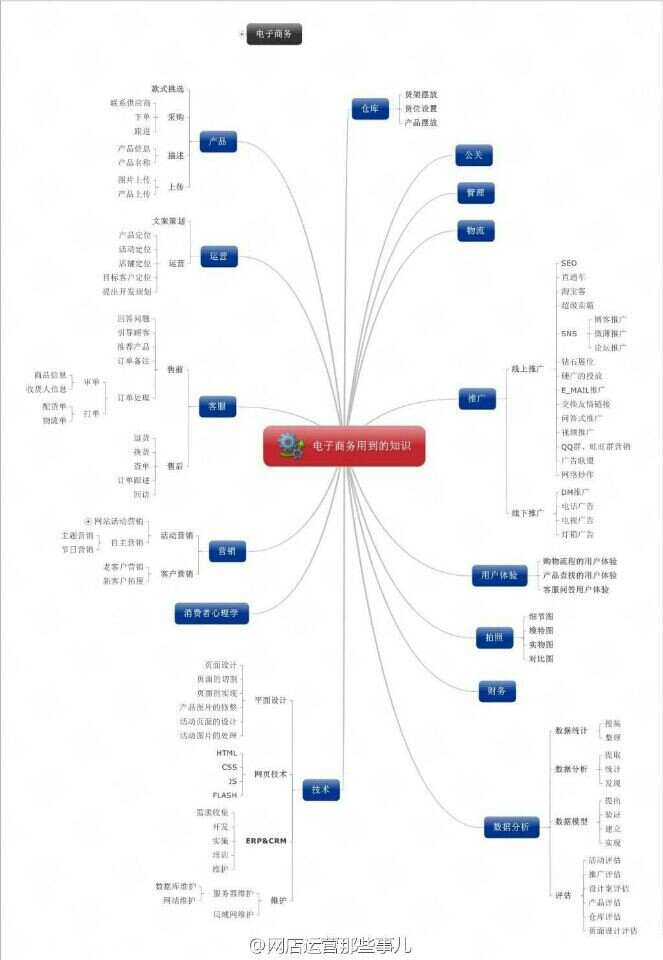 电子商务
款式挑选
联系供应商
下单
跟进
采购
产品信息
产品名称
描述
图片上传
产品上传
上传
产品
文案策划
产品定位
活动定位
店铺定位
目标客户定位
提出开发规划
运营
运营
回答问题
引导顾客
推荐产品
订单备注
商品信息
收货人信息
审单
配货单
物流单
打单
订单处理
售前
退货
换货
查单
订单跟进
回访
售后
客服
网站活动营销
主题营销
节日营销
自主营销
活动营销
老客户营销
新客户拓展
客户营销
营销
消费者心理学
页面设计
页面的切割
页面的实现
产品图片的修整
活动页面的设计
活动图片的处理
平面设计
HTML
CSS
JS
FLASH
网页技术
需求收集
开发
实施
培训
维护
ERP&CRM
数据库维护
网站维护
服务器维护
局域网维护
维护
技术
电子商务用到的知识
仓库
货架摆放
货位设置
产品摆放
公关
管理
物流
推广
线上推广
SEO
直通车
淘宝客
超级卖霸
SNS
博客推广
微薄推广
论坛推广
钻石展位
硬广的投放
E_MAIL推广
交换友情链接
问答式推广
视频推广
QQ群、旺旺群营销
广告联盟
网络炒作
线下推广
DM推广
电话广告
电视广告
灯箱广告
用户体验
购物流程的用户体验
产品查找的用户体验
客服问答用户体验
拍照
细节图
模特图
实物图
对比图
财务
数据分析
数据统计
搜集
整理
数据分析
提取
统计
发现
数据模型
提出
验证
建立
实现
评估
活动评估
推广评估
设计案评估
产品评估
仓库评估
页面设计评估
@网店运营那些事儿